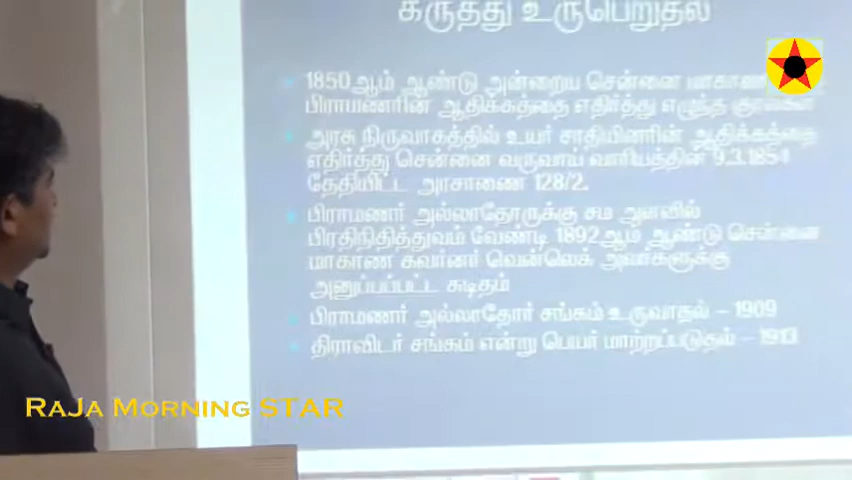 கருத்து உருபெறுதல்
1850ஆம் ஆண்டு அன்றைய சென்னை மாகாண
பிராமணரின் ஆதிக்கத்தை எதிர்த்து எழுந்த குரல்கள்
அரசு நிருவாகத்தில் உயர் சாதியினரின் ஆதிக்கத்தை
எதிர்த்து சென்னை வருவாய் வாரியத்தின் 9.3.1854
தேதியிட்ட அரசாணை 128/2.
பிராமணர் அல்லாதோருக்கு சம அளவில்
பிரதிநிதித்துவம் வேண்டி 1892ஆம் ஆண்டு சென்னை
மாகாண கவர்னர் வென்லெக் அவர்களுக்கு
அனுப்பப்பட்ட கடிதம்
பிராமணர் அல்லாதோர் சங்கம் உருவாதல் – 1909
திராவிடர் சங்கம் என்று பெயர் மாற்றப்படுதல் – 1913
RAJA MORNING STAR